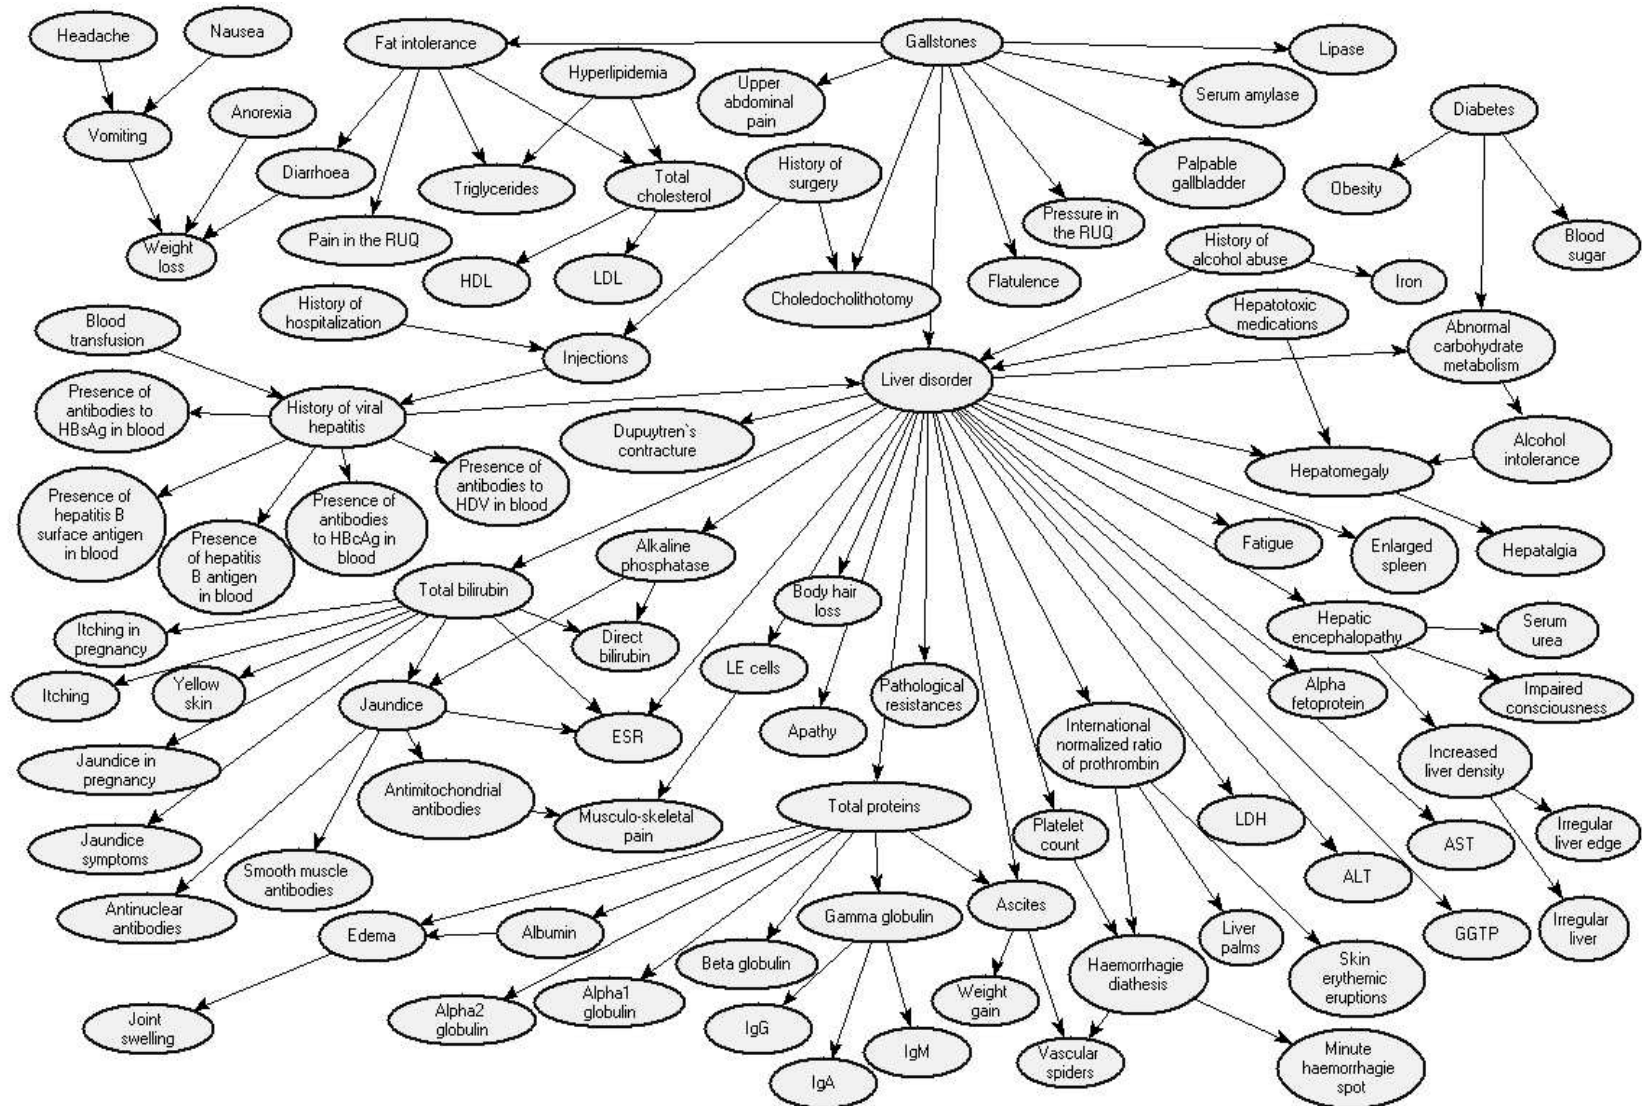 Headache
Nausea
Fat intolerance
Gallstones
Lipase
Hyperlipidemia
Upper
abdominal
pain
Serum amylase
Anorexia
Diabetes
Vomiting
Diarrhoea
Triglycerides
Total
cholesterol
History of
surgery
Palpable
gallbladder
Obesity
Pressure in
the RUQ
Pain in the RUQ
Weight
loss
History of
alcohol abuse
Blood
sugar
HDL
LDL
Choledocholithotomy
Flatulence
Iron
History of
hospitalization
Hepatotoxic
medications
Blood
transfusion
Injections
Abnormal
carbohydrate
metabolism
Liver disorder
Presence of
antibodies to
HBsAg in blood
History of viral
hepatitis
Dupuytren`s
contracture
Alcohol
intolerance
Hepatomegaly
Presence of
antibodies to
HDV in blood
Presence of
hepatitis B
surface antigen
in blood
Presence
of hepatitis
B antigen
in blood
Presence of
antibodies
to HBcAg in
blood
Alkaline
phosphatase
Fatigue
Enlarged
spleen
Hepatalgia
Total bilirubin
Body hair
loss
Hepatic
encephalopathy
Serum
urea
Itching in
pregnancy
Direct
bilirubin
LE cells
Itching
Yellow
skin
Jaundice
Pathological
resistances
Alpha
fetoprotein
Impaired
consciousness
ESR
Apathy
International
normalized ratio
of prothrombin
Increased
liver density
Jaundice in
pregnancy
Antimitochondrial
antibodies
Musculo-skeletal
pain
Total proteins
Platelet
count
LDH
AST
Irregular
liver edge
Jaundice
symptoms
Smooth muscle
antibodies
ALT
Antinuclear
antibodies
Edema
Albumin
Gamma globulin
Ascites
Liver
palms
GGTP
Irregular
liver
Beta globulin
Haemorrhagie
diathesis
Skin
erythemic
eruptions
Joint
swelling
Alpha2
globulin
Alpha1
globulin
IgG
Weight
gain
IgM
IgA
Vascular
spiders
Minute
haemorrhagie
spot